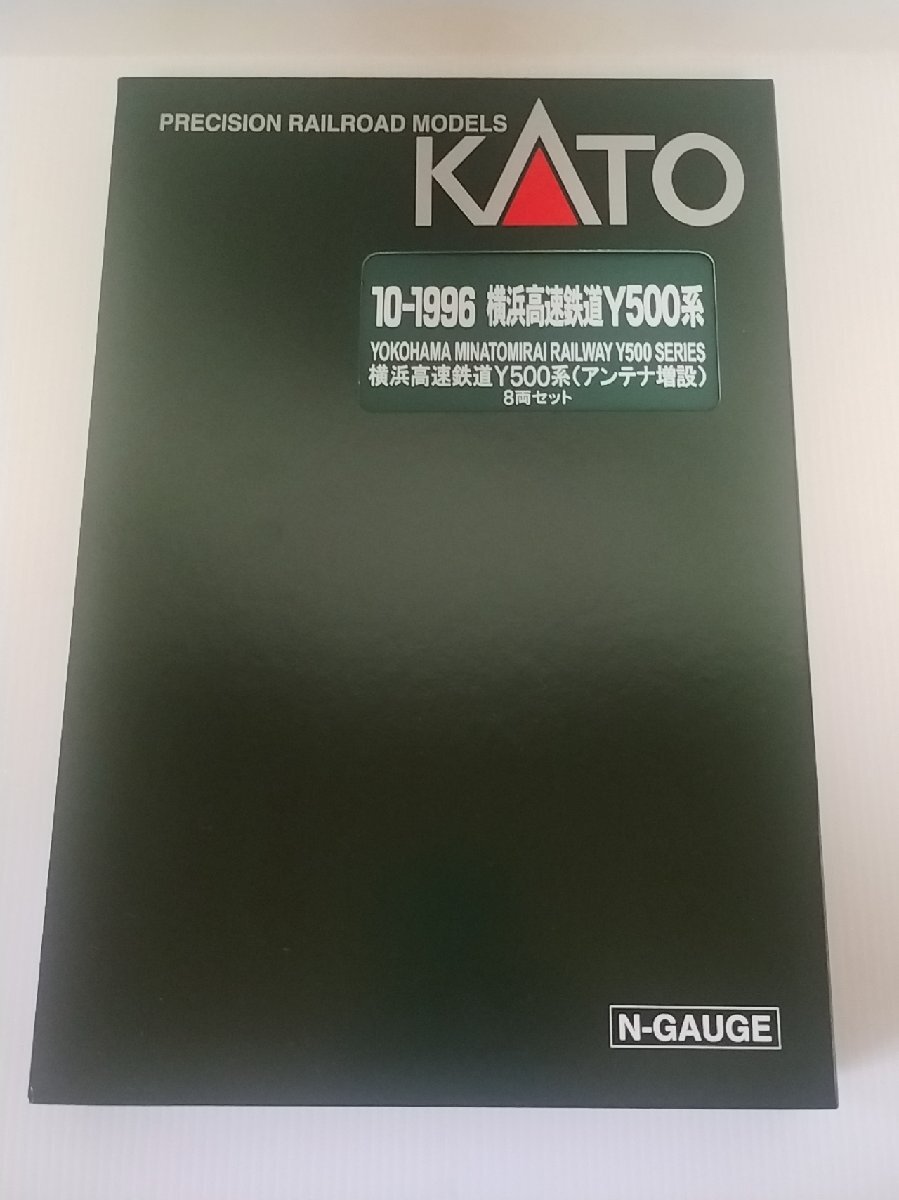 PRECISION RAILROAD MODELS
KATO
10-1996 横浜高速鉄道Y500系
YOKOHAMA MINATOMIRAI RAILWAY Y500 SERIES
横浜高速鉄道Y500系(アンテナ増設)
8両セット
N-GAUGE